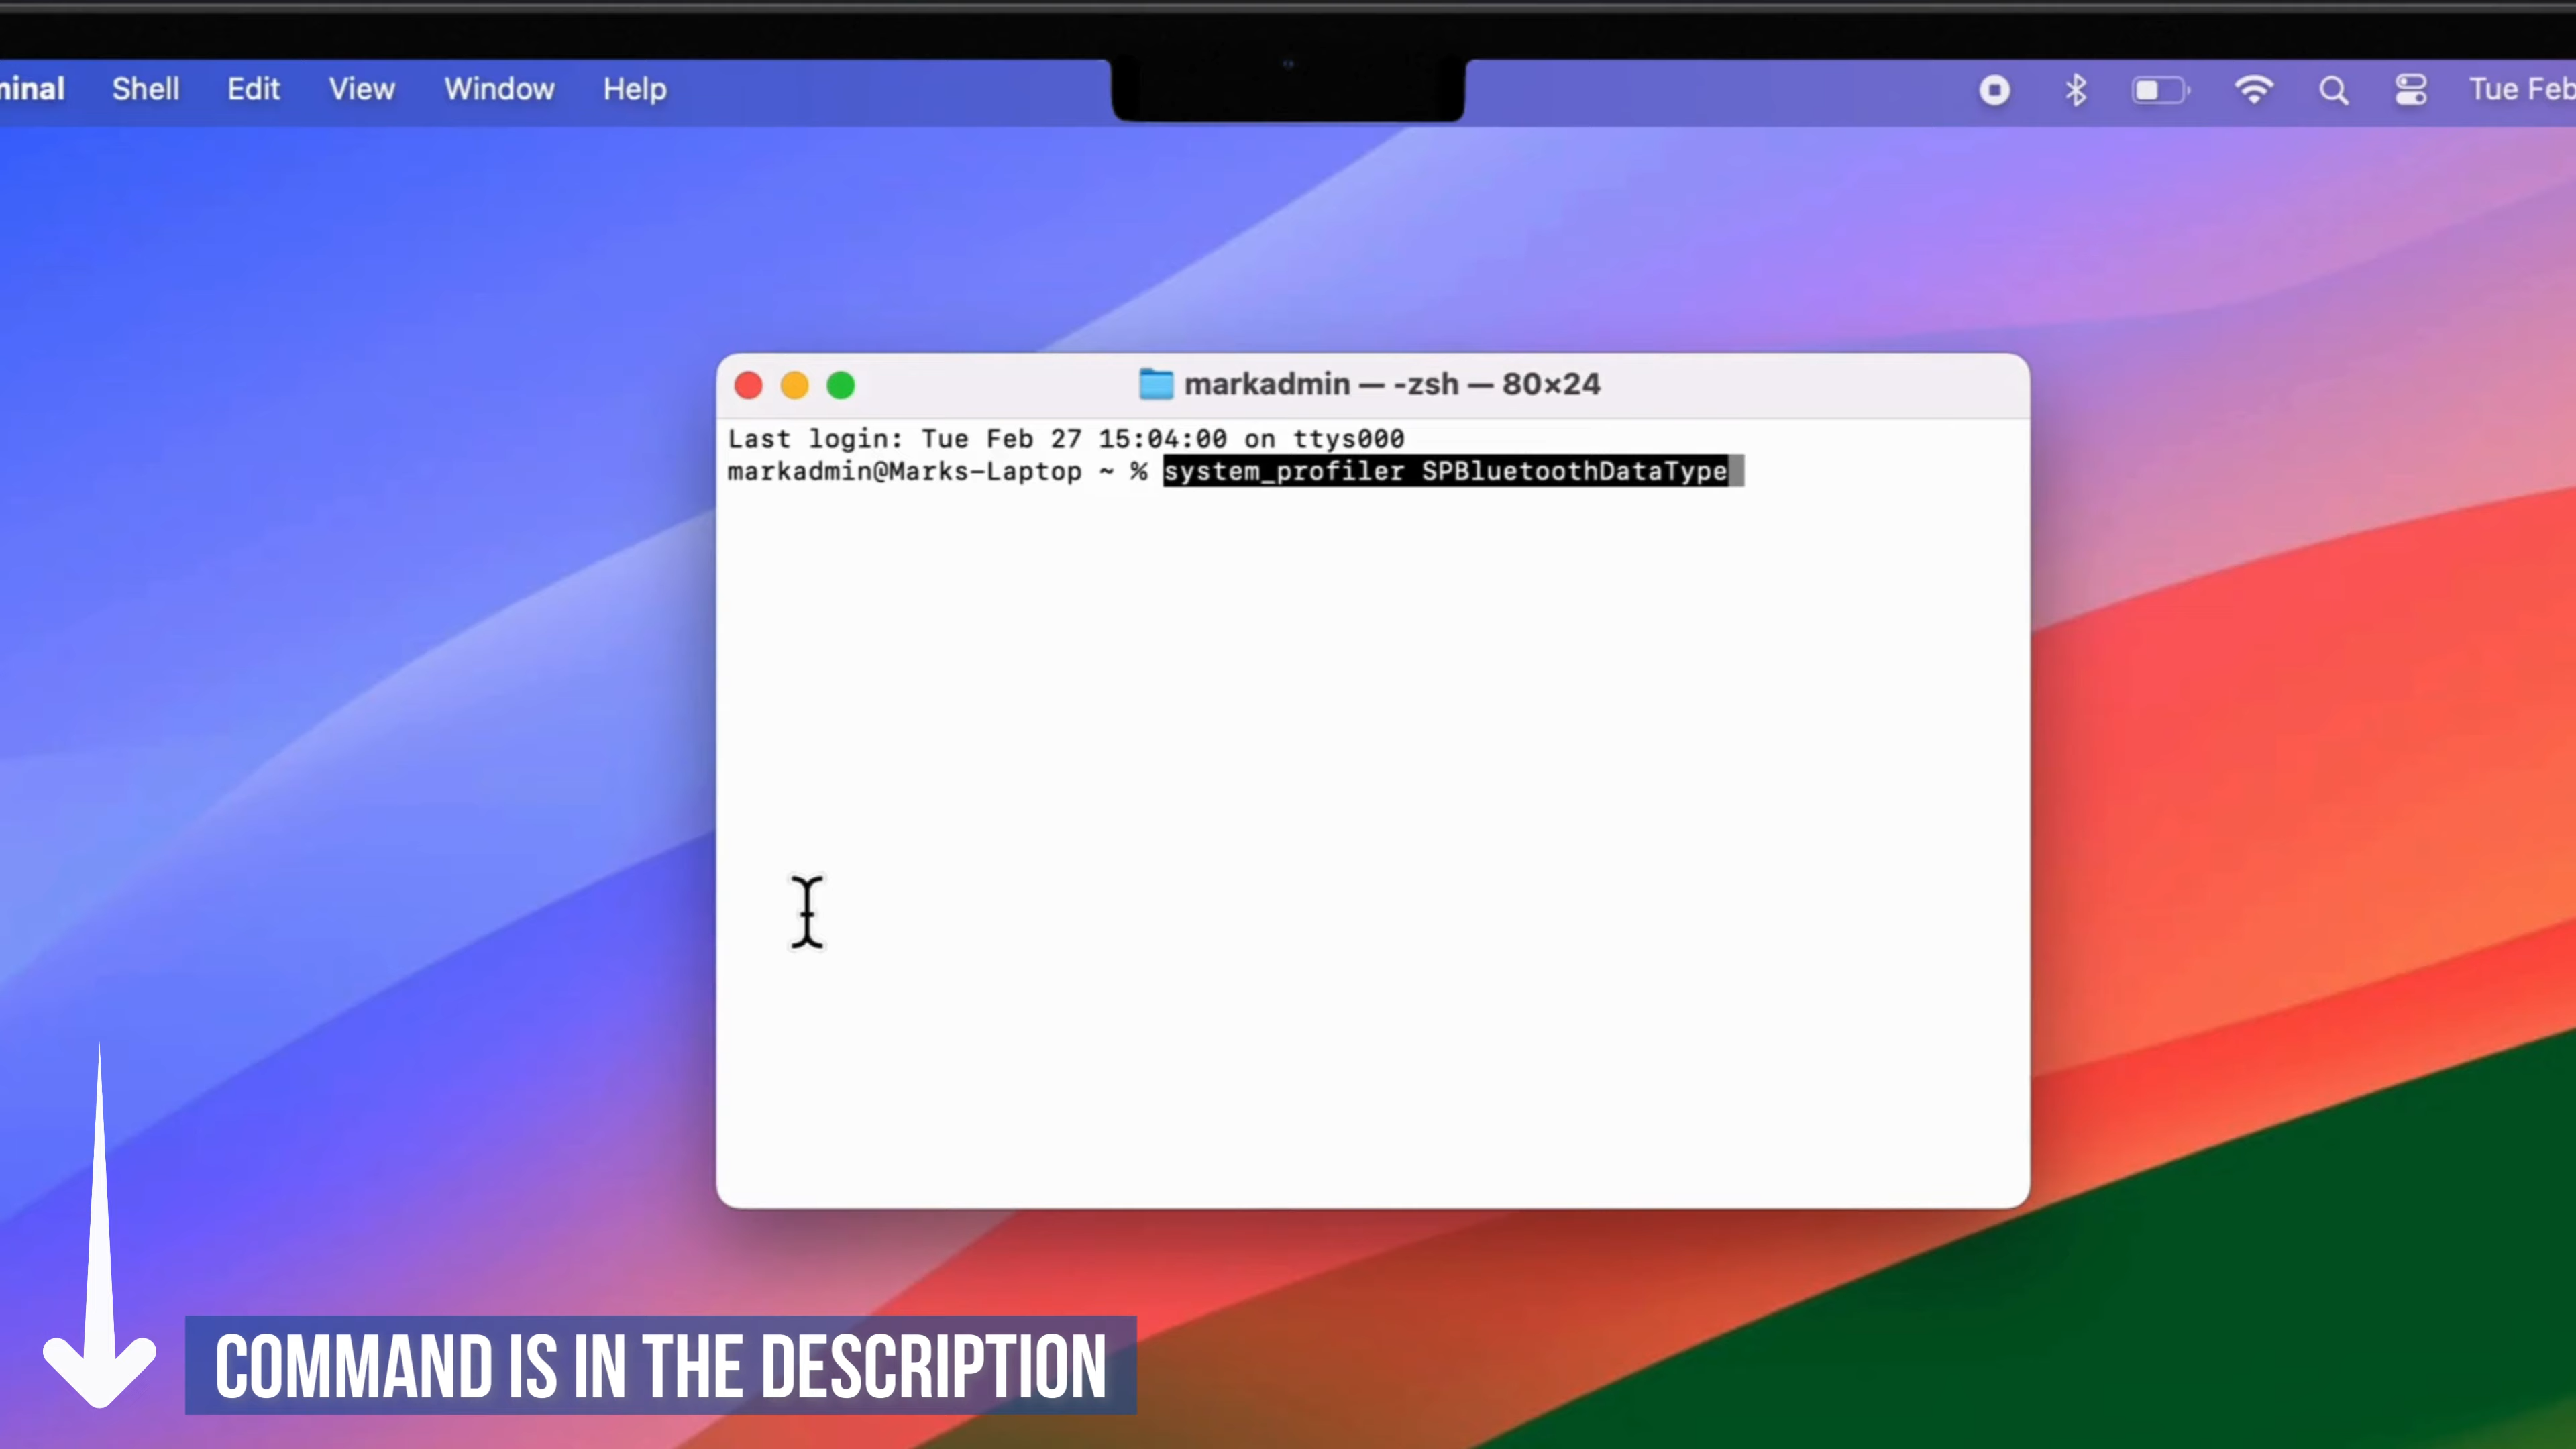 minal Shell Edit View Window Help Tue Feb
markadmin — -zsh — 80×24
Last login: Tue Feb 27 15:04:00 on ttys000
markadmin@Marks-Laptop ~ % system_profiler SPBluetoothDataType
COMMAND IS IN THE DESCRIPTION